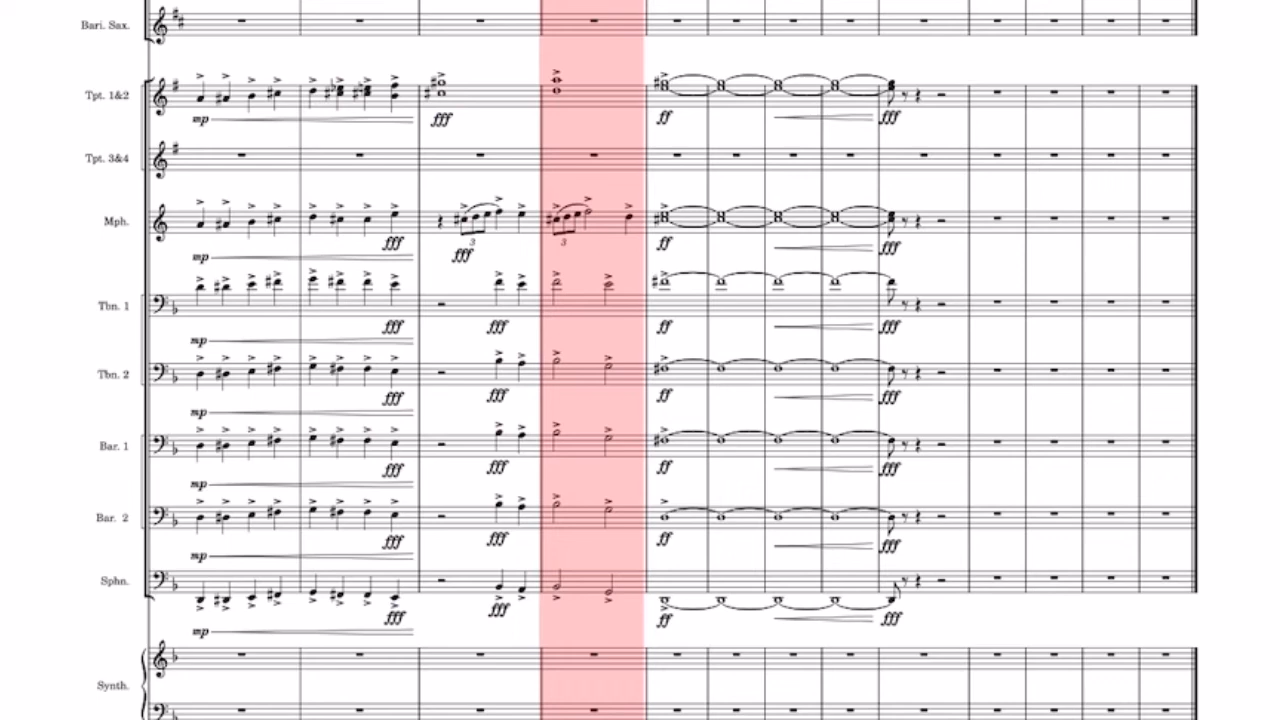 Bari. Sax.
Tpt. 1&2
mp fff ff fff
Tpt. 3&4
Mph.
fff ff fff
3 3
mp fff
Tbn. 1
fff fff ff fff
mp
Tbn. 2
fff fff ff fff
mp
Bar. 1
fff fff ff fff
mp
Bar. 2
fff fff ff fff
mp
Sphn.
fff fff ff fff
mp
Synth.